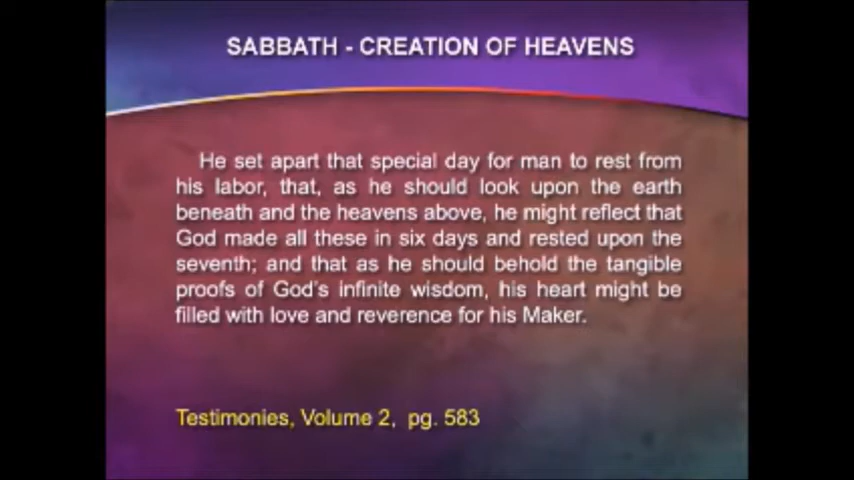 SABBATH - CREATION OF HEAVENS
He set apart that special day for man to rest from
his labor, that, as he should look upon the earth
beneath and the heavens above, he might reflect that
God made all these in six days and rested upon the
seventh; and that as he should behold the tangible
proofs of God's infinite wisdom, his heart might be
filled with love and reverence for his Maker.
Testimonies, Volume 2, pg. 583